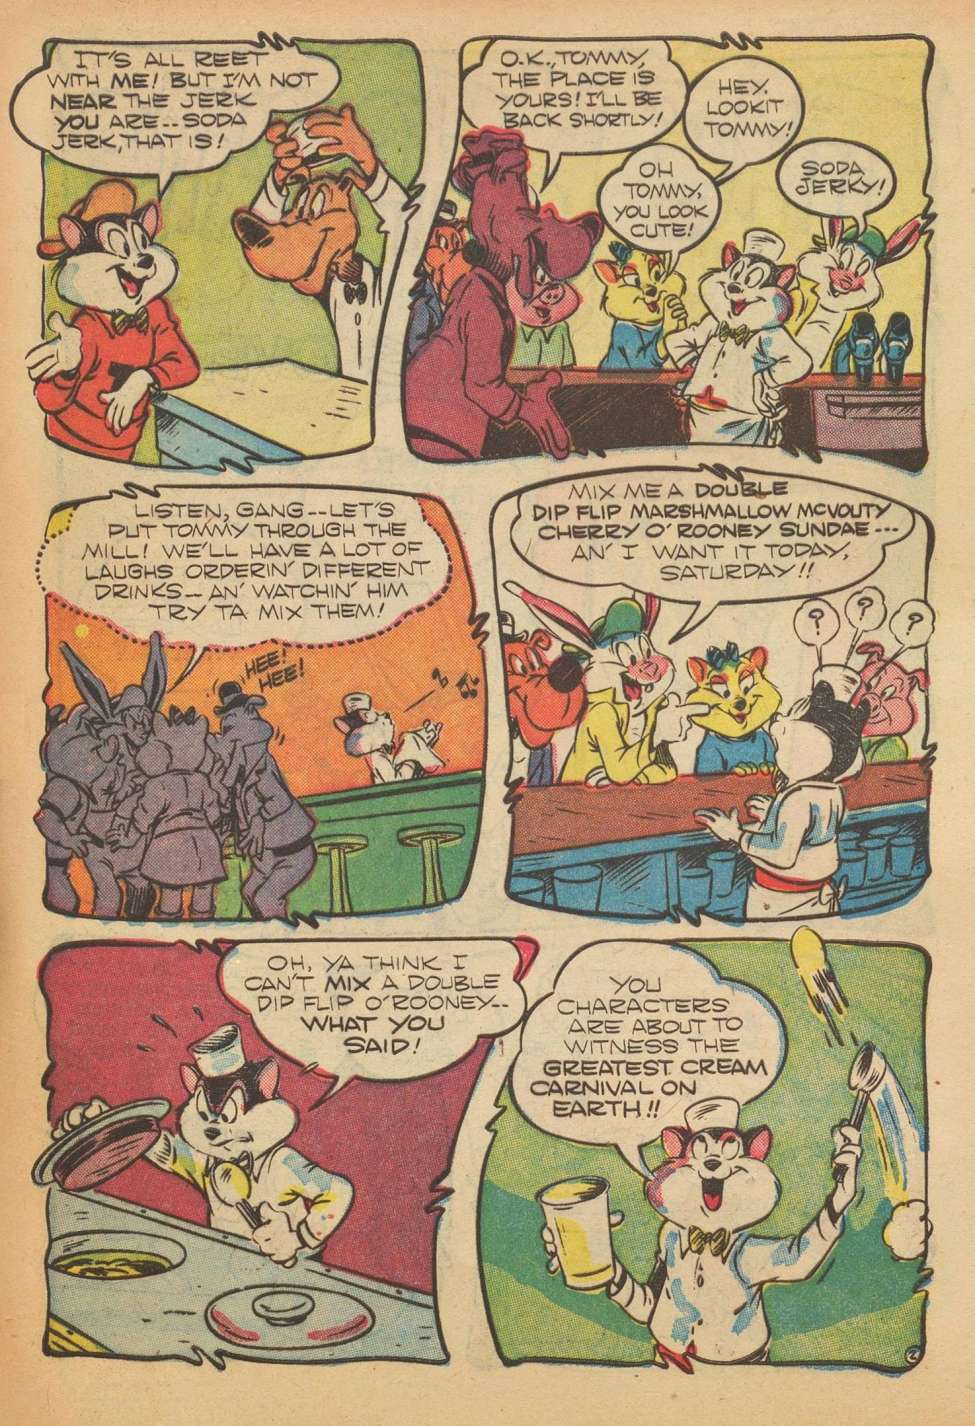 IT'S ALL REET
WITH ME! BUT I'M NOT
NEAR THE JERK
YOU ARE--SODA
JERK, THAT IS!
O.K., TOMMY,
THE PLACE IS
YOURS! I'LL BE
BACK SHORTLY!
HEY,
LOOKIT
TOMMY!
OH
TOMMY,
YOU LOOK
CUTE!
SODA
JERKY!
LISTEN, GANG--LET'S
PUT TOMMY THROUGH THE
MILL! WE'LL HAVE A LOT OF
LAUGHS ORDERIN' DIFFERENT
DRINKS--AN' WATCHIN' HIM
TRY TA MIX THEM!
HEE!
HEE!
MIX ME A DOUBLE
DIP FLIP MARSHMALLOW MCVOUTY
CHERRY O'ROONEY SUNDAE---
AN' I WANT IT TODAY,
SATURDAY!!
? ? ?
OH, YA THINK I
CAN'T MIX A DOUBLE
DIP FLIP O'ROONEY--
WHAT YOU
SAID!
YOU
CHARACTERS
ARE ABOUT TO
WITNESS THE
GREATEST CREAM
CARNIVAL ON
EARTH!!
2